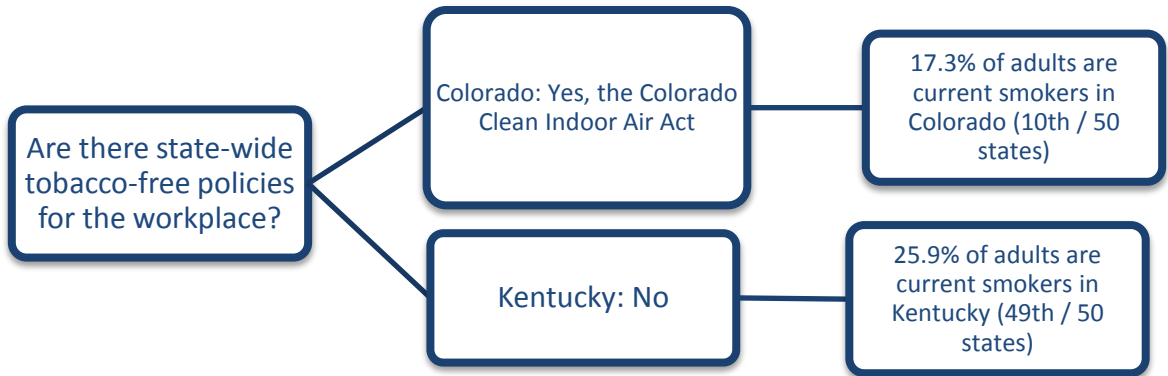 Are there state-wide
tobacco-free policies
for the workplace?
Colorado: Yes, the Colorado
Clean Indoor Air Act
17.3% of adults are
current smokers in
Colorado (10th / 50
states)
Kentucky: No
25.9% of adults are
current smokers in
Kentucky (49th / 50
states)